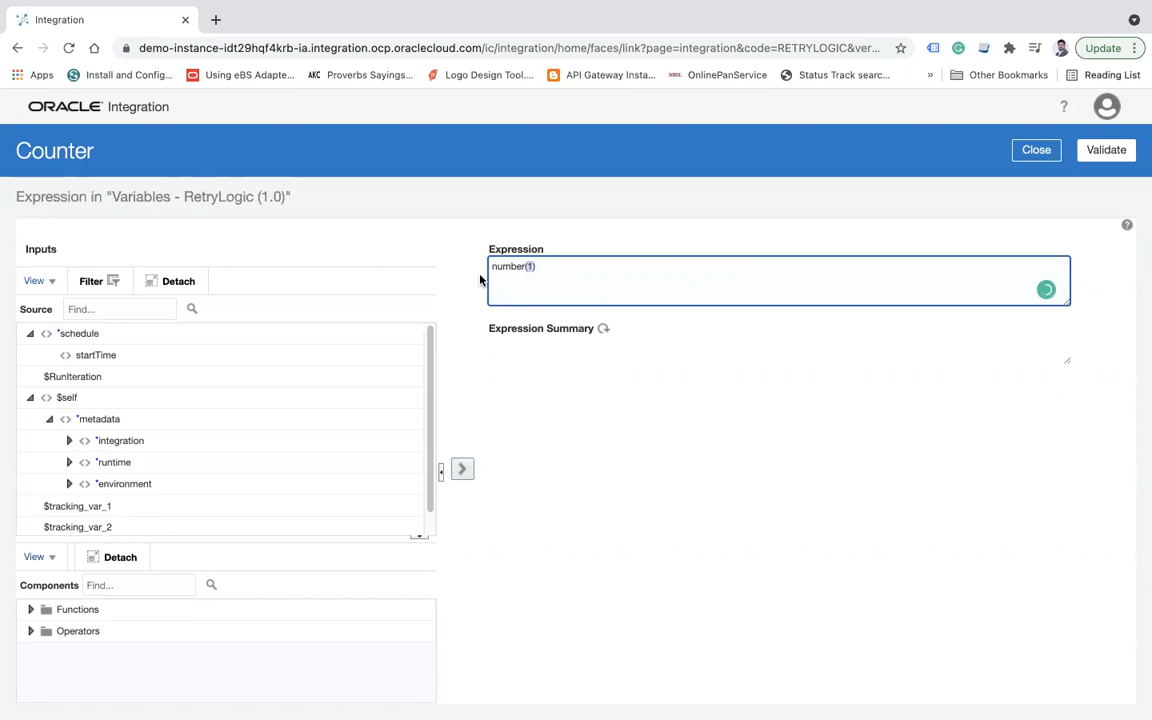 Integration
demo-instance-idt29hqf4krb-ia.integration.ocp.oraclecloud.com/ic/integration/home/faces/link?page=integration&code=RETRYLOGIC&ver...
Update
Apps
Install and Config...
Using eBS Adapte...
AKC Proverbs Sayings...
Logo Design Tool....
API Gateway Insta...
OnlinePanService
Status Track searc...
»
Other Bookmarks
Reading List
ORACLE Integration
?
Counter
Close
Validate
Expression in "Variables - RetryLogic (1.0)"
?
Inputs
View
Filter
Detach
Source
Find...
*schedule
startTime
$RunIteration
$self
*metadata
*integration
*runtime
*environment
$tracking_var_1
$tracking_var_2
View
Detach
Components
Find...
Functions
Operators
Expression
number(1)
Expression Summary